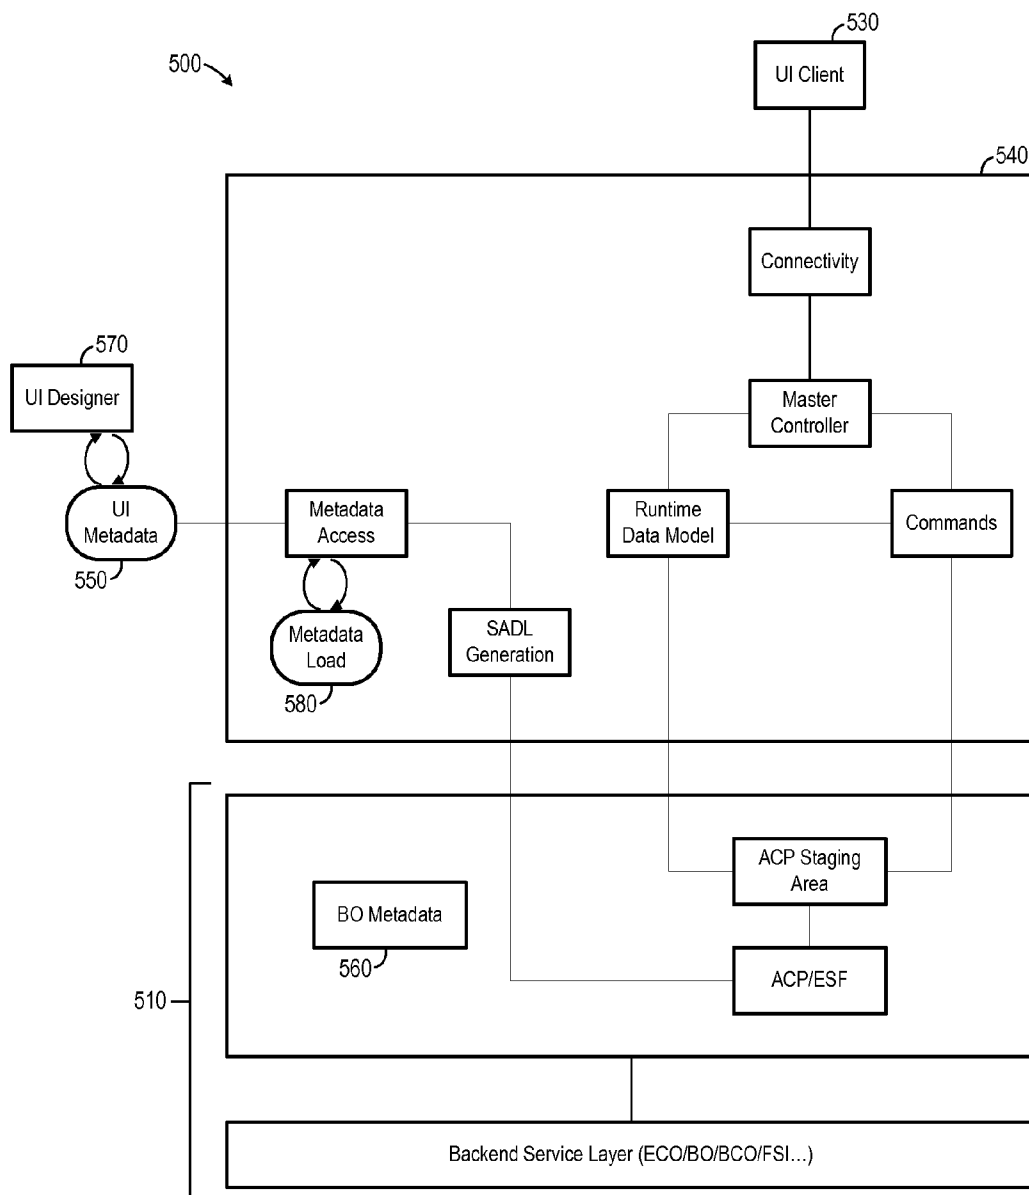 530
500
UI Client
540
Connectivity
570
UI Designer
Master
Controller
UI
Metadata
Metadata
Access
Runtime
Data Model
Commands
550
Metadata
Load
SADL
Generation
580
ACP Staging
Area
BO Metadata
560
ACP/ESF
510
Backend Service Layer (ECO/BO/BCO/FSI...)